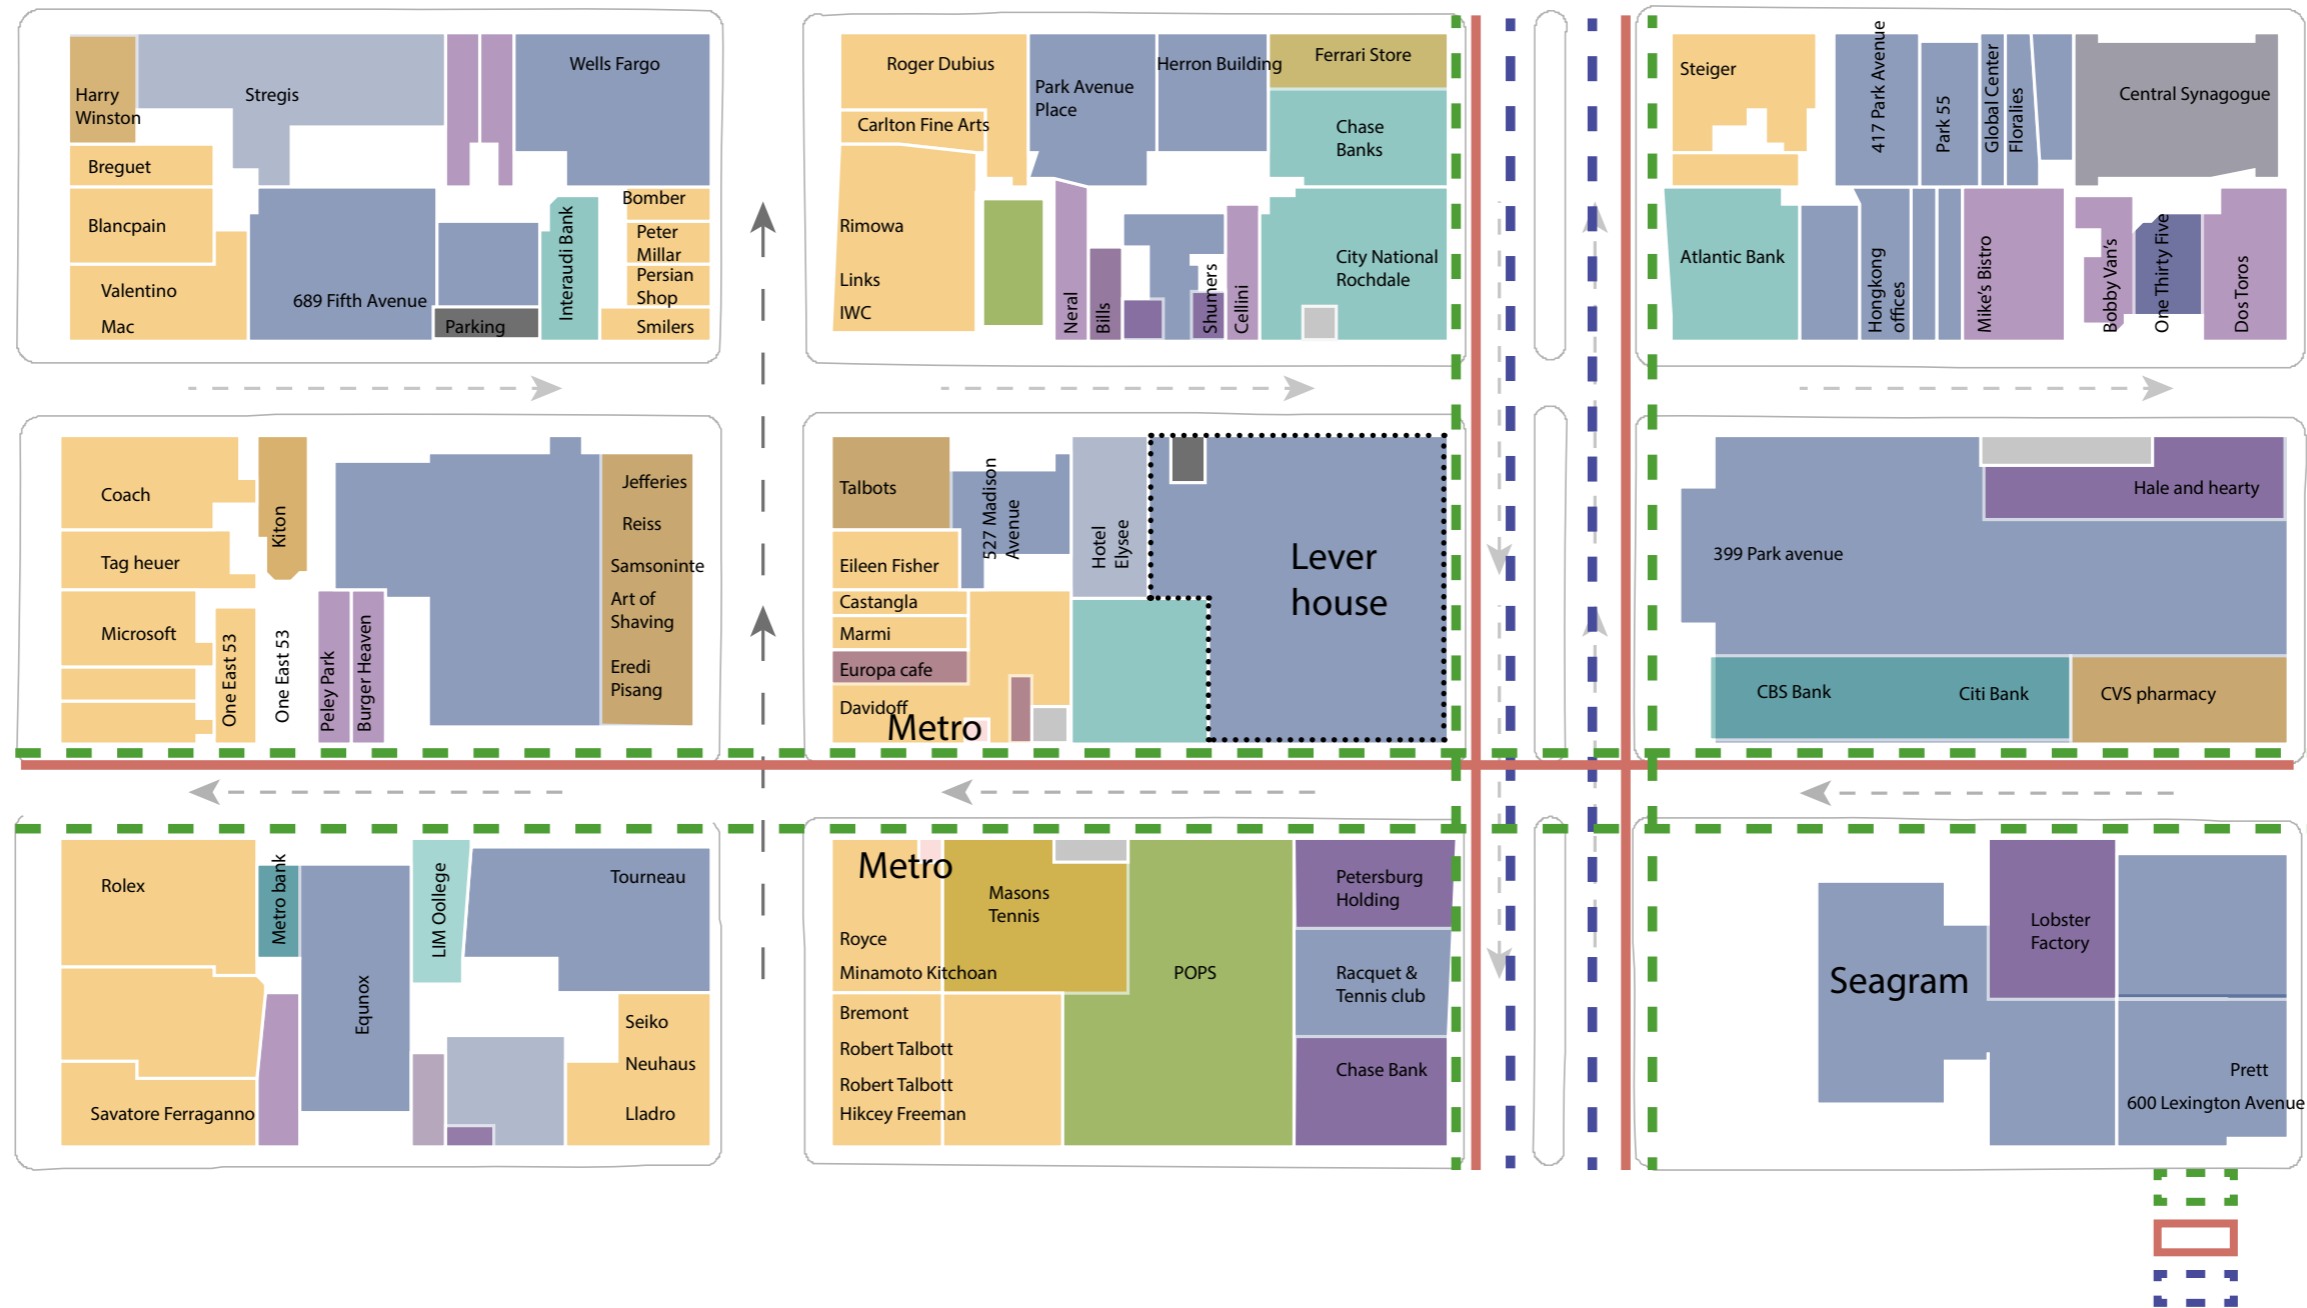 Harry
Winston
Stregis
Wells Fargo
Breguet
Blancpain
Valentino
Mac
689 Fifth Avenue
Parking
Interaudi Bank
Bomber
Peter
Millar
Persian
Shop
Smilers
Roger Dubius
Carlton Fine Arts
Park Avenue
Place
Herron Building
Ferrari Store
Chase
Banks
Rimowa
Links
IWC
Neral
Bills
Shumers
Cellini
City National
Rochdale
Steiger
417 Park Avenue
Park 55
Global Center
Floralies
Central Synagogue
Atlantic Bank
Hongkong
offices
Mike's Bistro
Bobby Van's
One Thirty Five
Dos Toros
Coach
Kiton
Tag heuer
Microsoft
One East 53
One East 53
Peley Park
Burger Heaven
Jefferies
Reiss
Samsoninte
Art of
Shaving
Eredi
Pisang
Talbots
527 Madison
Avenue
Hotel
Elysee
Eileen Fisher
Castangla
Marmi
Europa cafe
Davidoff
Metro
Lever
house
Hale and hearty
399 Park avenue
CBS Bank
Citi Bank
CVS pharmacy
Rolex
Metro bank
Equnox
LIM Oollege
Tourneau
Savatore Ferraganno
Seiko
Neuhaus
Lladro
Metro
Masons
Tennis
Royce
Minamoto Kitchoan
Bremont
Robert Talbott
Robert Talbott
Hikcey Freeman
POPS
Petersburg
Holding
Racquet &
Tennis club
Chase Bank
Seagram
Lobster
Factory
Prett
600 Lexington Avenue